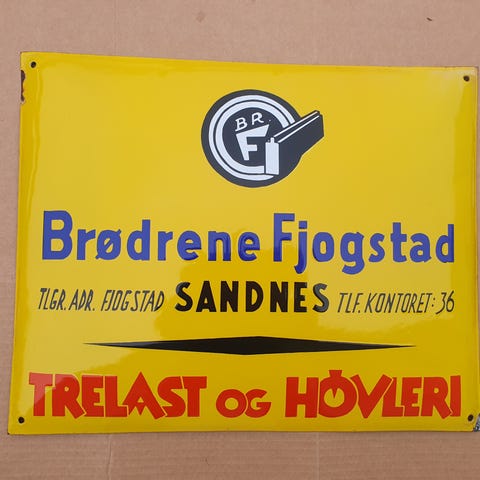 BR.
F
Brødrene Fjogstad
TLGR. ADR. FJOGSTAD SANDNES TLF. KONTORET: 36
TRELAST OG HÖVLERI